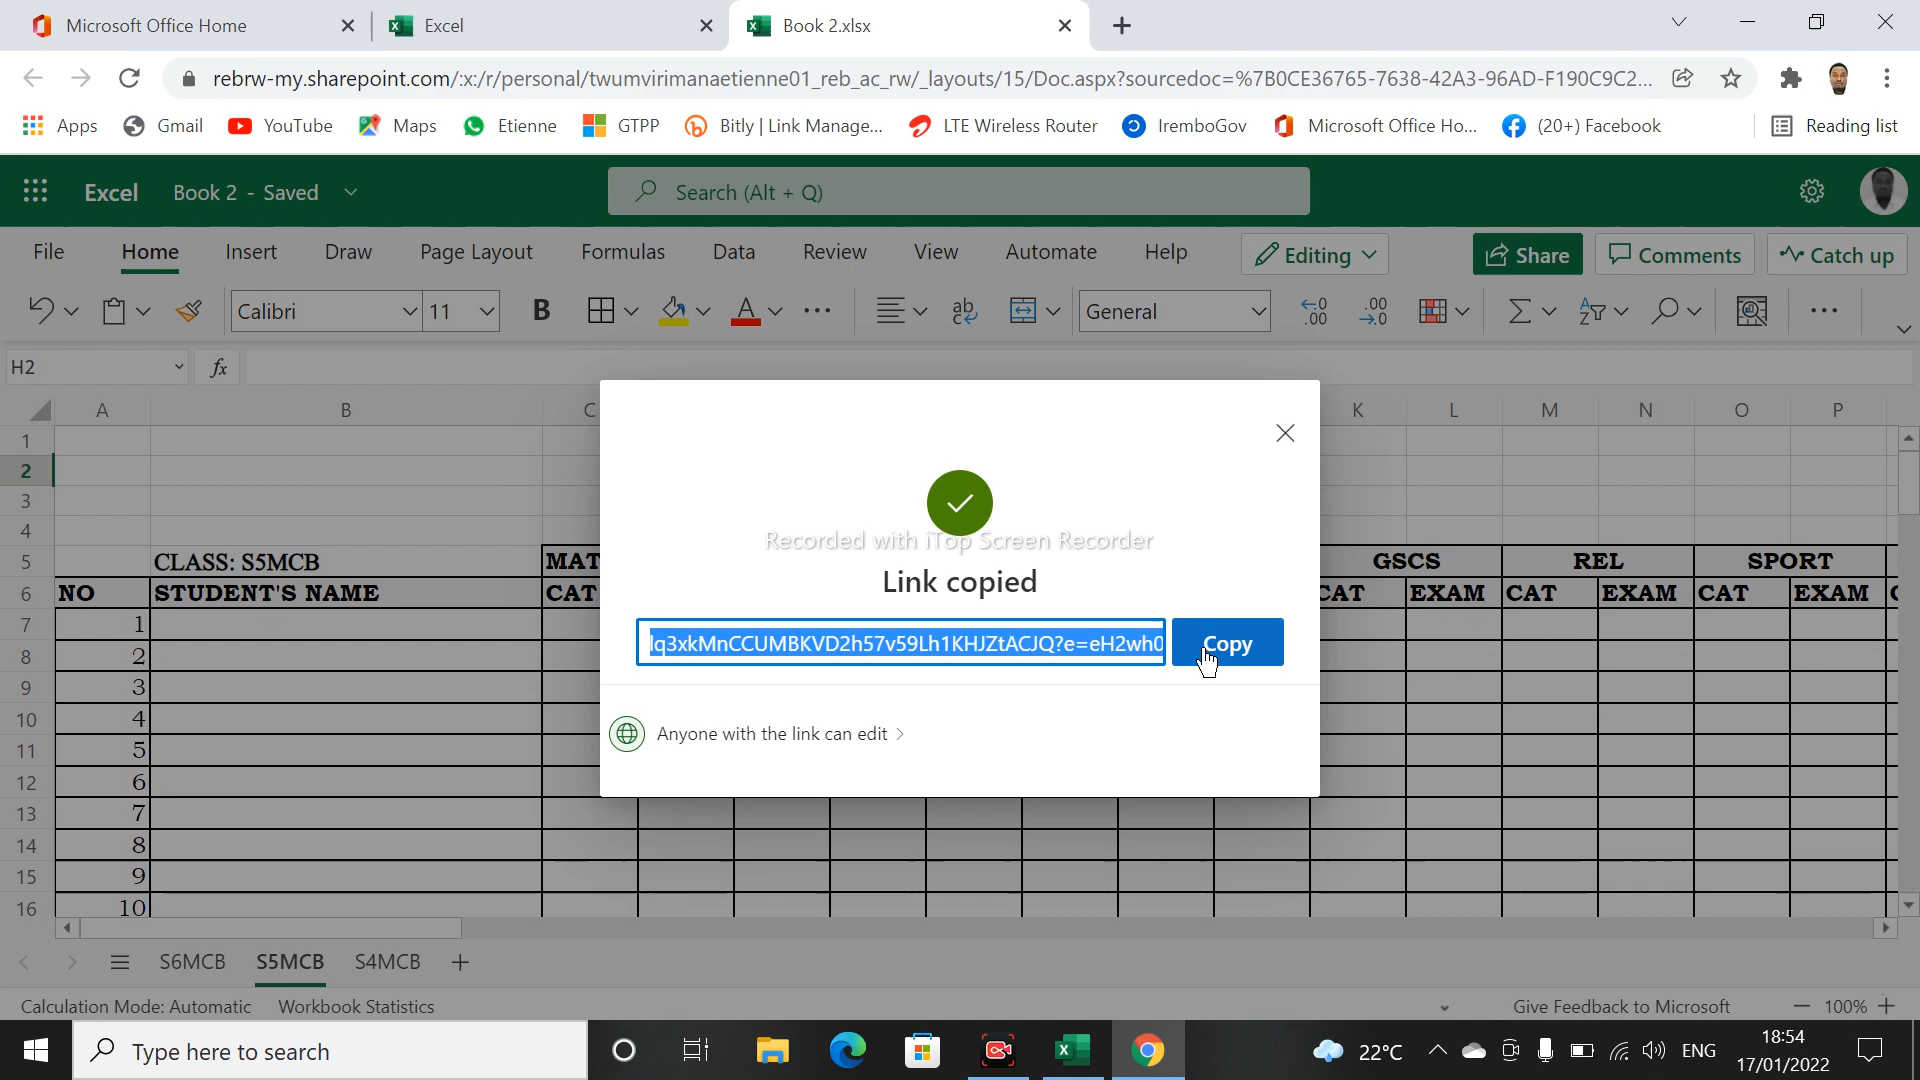 Microsoft Office Home
Excel
Book 2.xlsx
rebrw-my.sharepoint.com/:x:/r/personal/twumvirimanaetienne01_reb_ac_rw/_layouts/15/Doc.aspx?sourcedoc=%7B0CE36765-7638-42A3-96AD-F190C9C2...
Apps
Gmail
YouTube
Maps
Etienne
GTPP
Bitly | Link Manage...
LTE Wireless Router
IremboGov
Microsoft Office Ho...
(20+) Facebook
Reading list
Excel
Book 2 - Saved
Search (Alt + Q)
File
Home
Insert
Draw
Page Layout
Formulas
Data
Review
View
Automate
Help
Editing
Share
Comments
Catch up
Calibri
11
B
General
H2
fx
A B C K L M N O P
1
2
3
4
5 CLASS: S5MCB MAT GSCS REL SPORT
6 NO STUDENT'S NAME CAT CAT EXAM CAT EXAM CAT EXAM
7 1
8 2
9 3
10 4
11 5
12 6
13 7
14 8
15 9
16 10
Recorded with iTop Screen Recorder
Link copied
lq3xkMnCCUMBKVD2h57v59Lh1KHJZtACJQ?e=eH2wh0
Copy
Anyone with the link can edit
S6MCB
S5MCB
S4MCB
Calculation Mode: Automatic
Workbook Statistics
Give Feedback to Microsoft
100%
Type here to search
22°C
ENG
18:54
17/01/2022